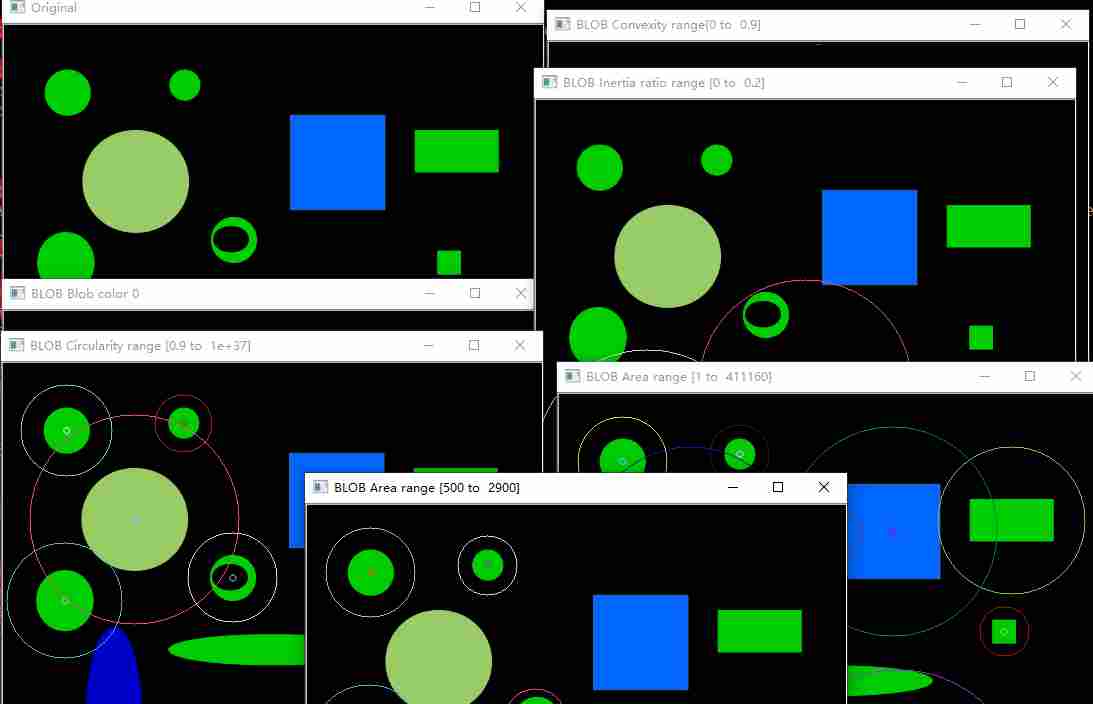 Original
BLOB Convexity range[0 to  0.9]
BLOB Inertia ratio range [0 to  0.2]
BLOB Blob color 0
BLOB Circularity range [0.9 to  1e+37]
BLOB Area range [1 to  411160]
BLOB Area range [500 to  2900]